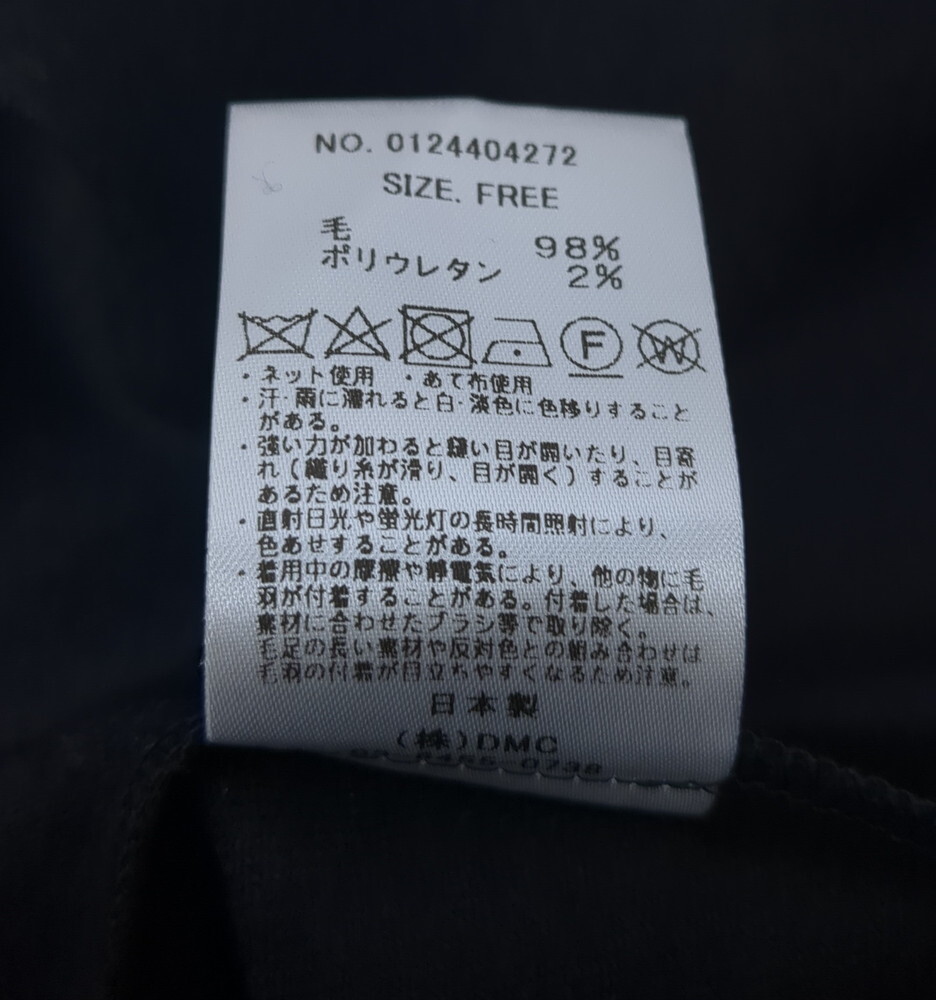 NO. 0124404272
SIZE. FREE
毛 98%
ポリウレタン 2%
F W
・ネット使用 ・あて布使用
・汗・雨に濡れると白・淡色に色移りすること
がある。
・強い力が加わると縫い目が開いたり、目寄
れ(織り糸が滑り、目が開く)することが
あるため注意。
・直射日光や蛍光灯の長時間照射により、
色あせすることがある。
・着用中の摩擦や静電気により、他の物に毛
羽が付着することがある。付着した場合は、
素材に合わせたブラシ等で取り除く。
毛足の長い素材や反対色との組み合わせは
毛羽の付着が目立ちやすくなるため注意。
日本製
(株)DMC